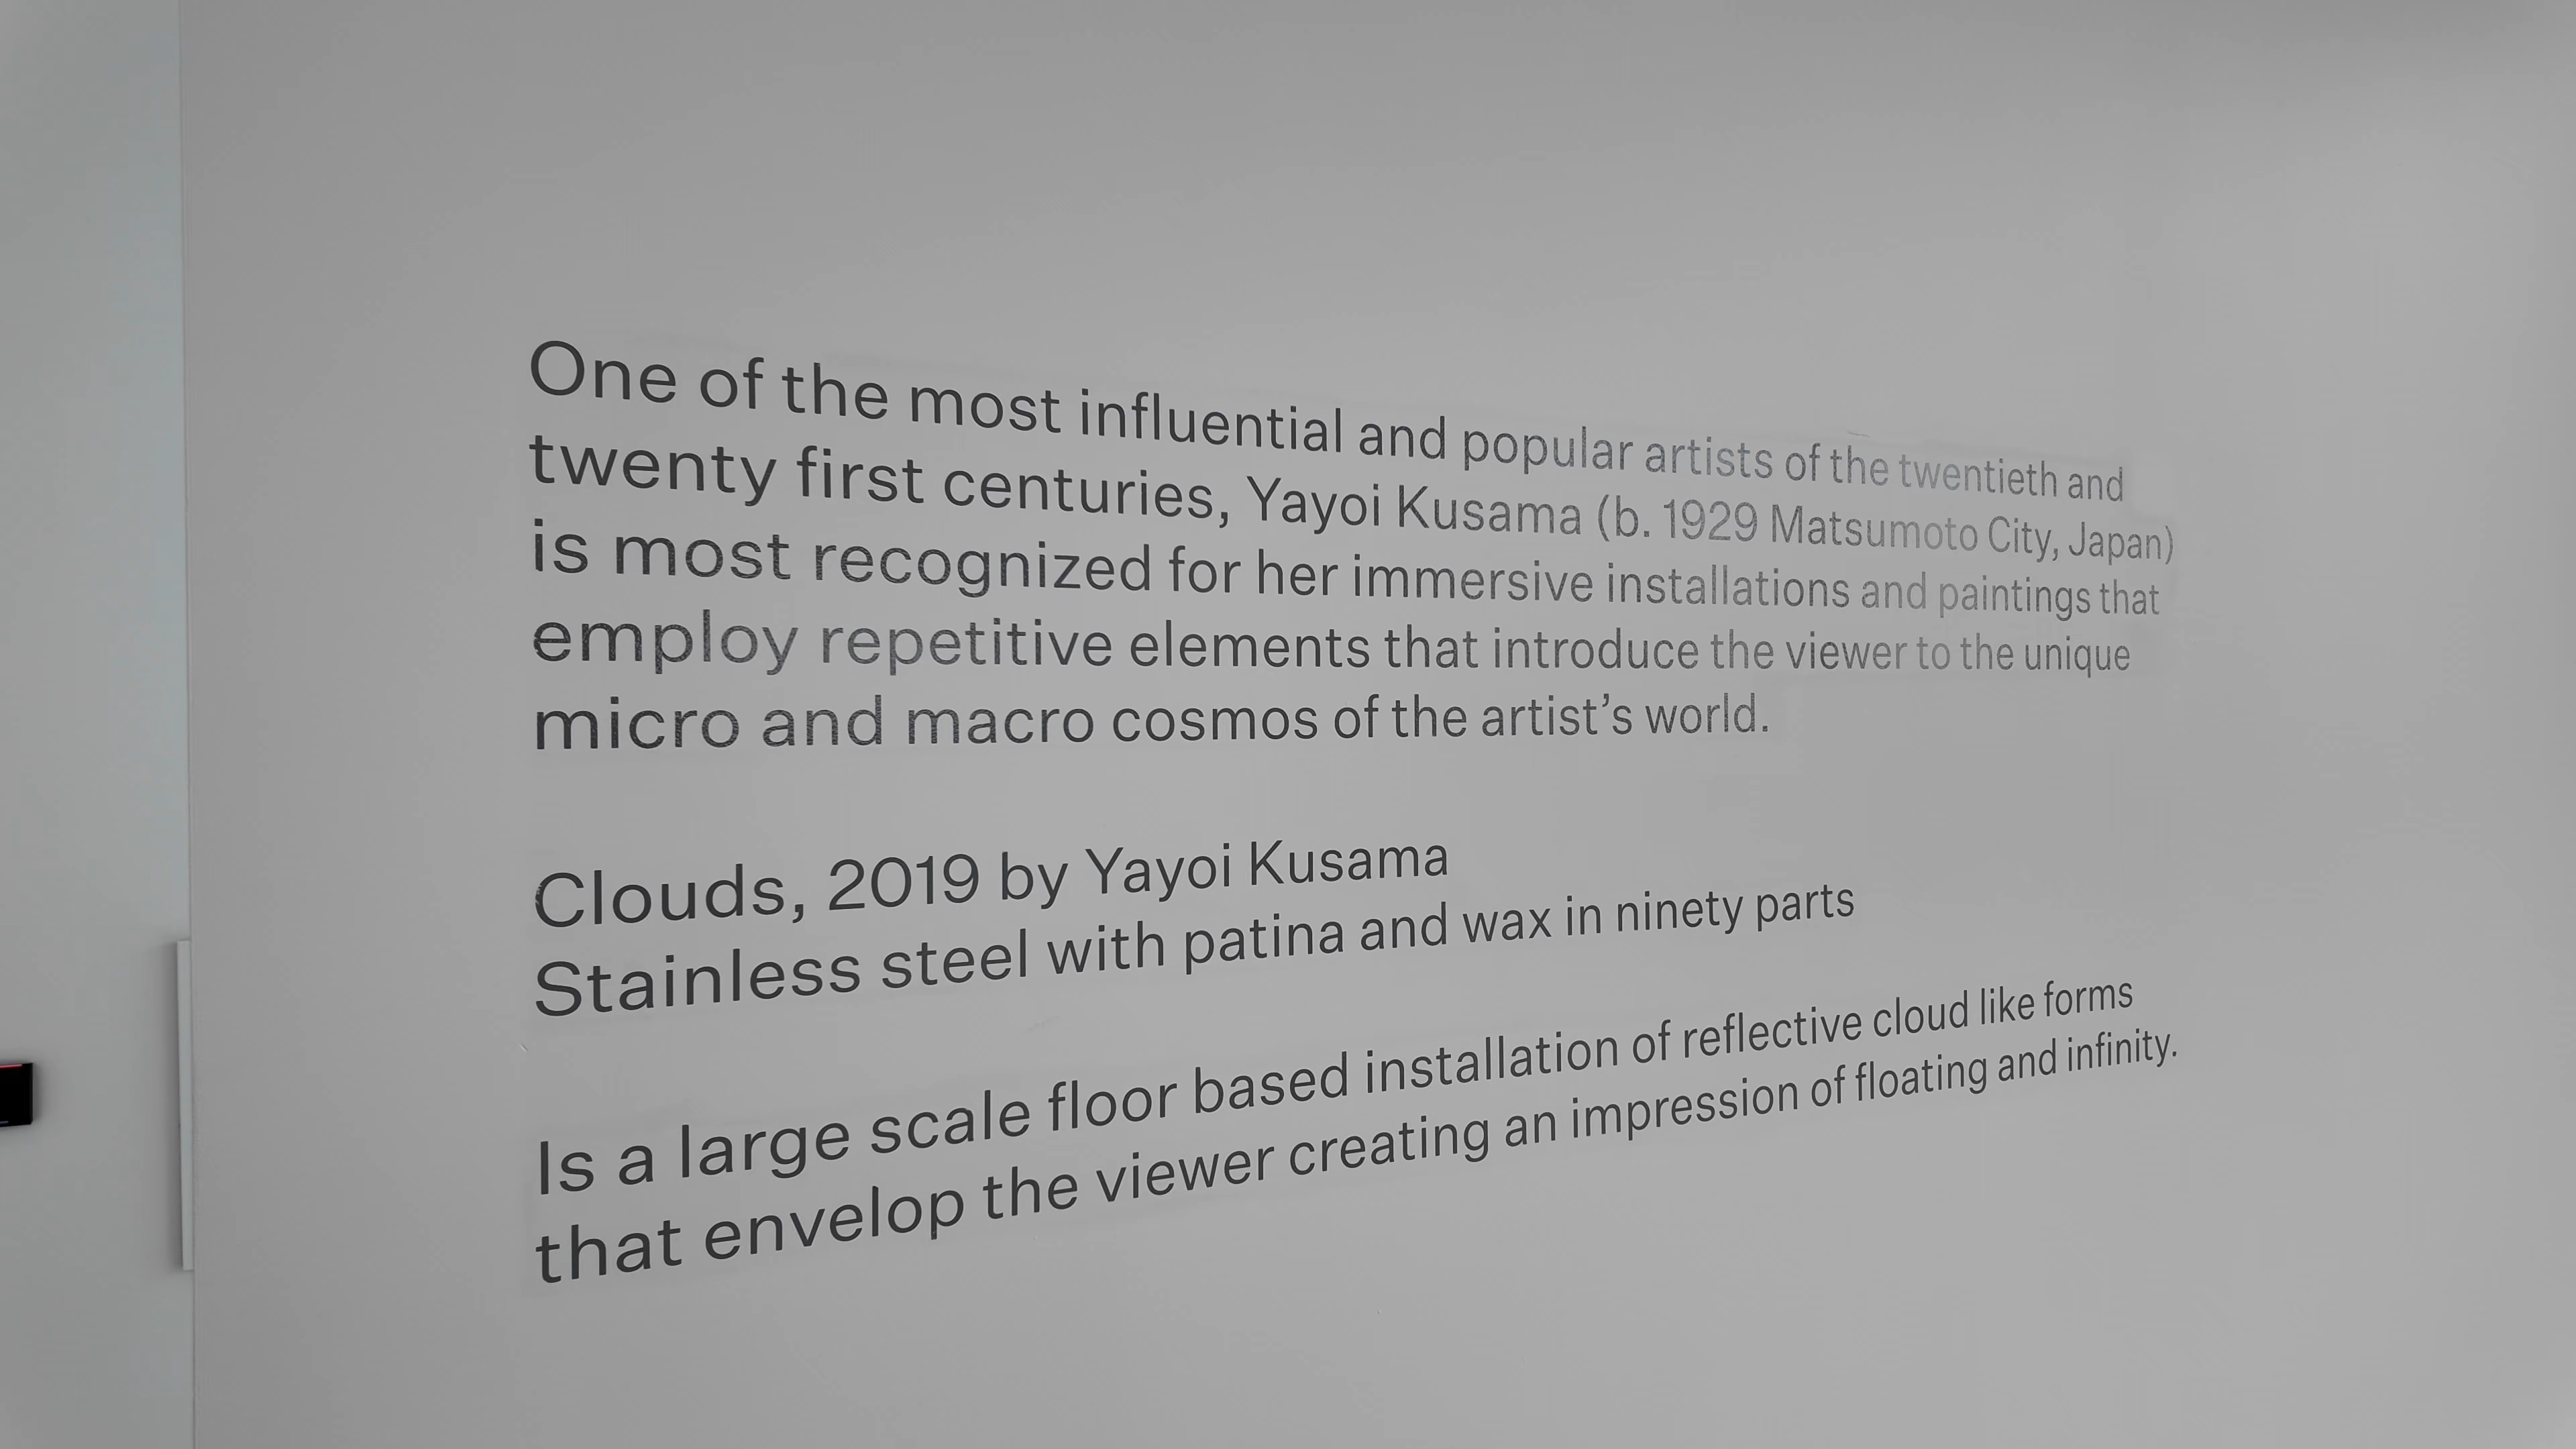 One of the most influential and popular artists of the twentieth and
twenty first centuries, Yayoi Kusama (b. 1929 Matsumoto City, Japan)
is most recognized for her immersive installations and paintings that
employ repetitive elements that introduce the viewer to the unique
micro and macro cosmos of the artist’s world.
Clouds, 2019 by Yayoi Kusama
Stainless steel with patina and wax in ninety parts
Is a large scale floor based installation of reflective cloud like forms
that envelop the viewer creating an impression of floating and infinity.